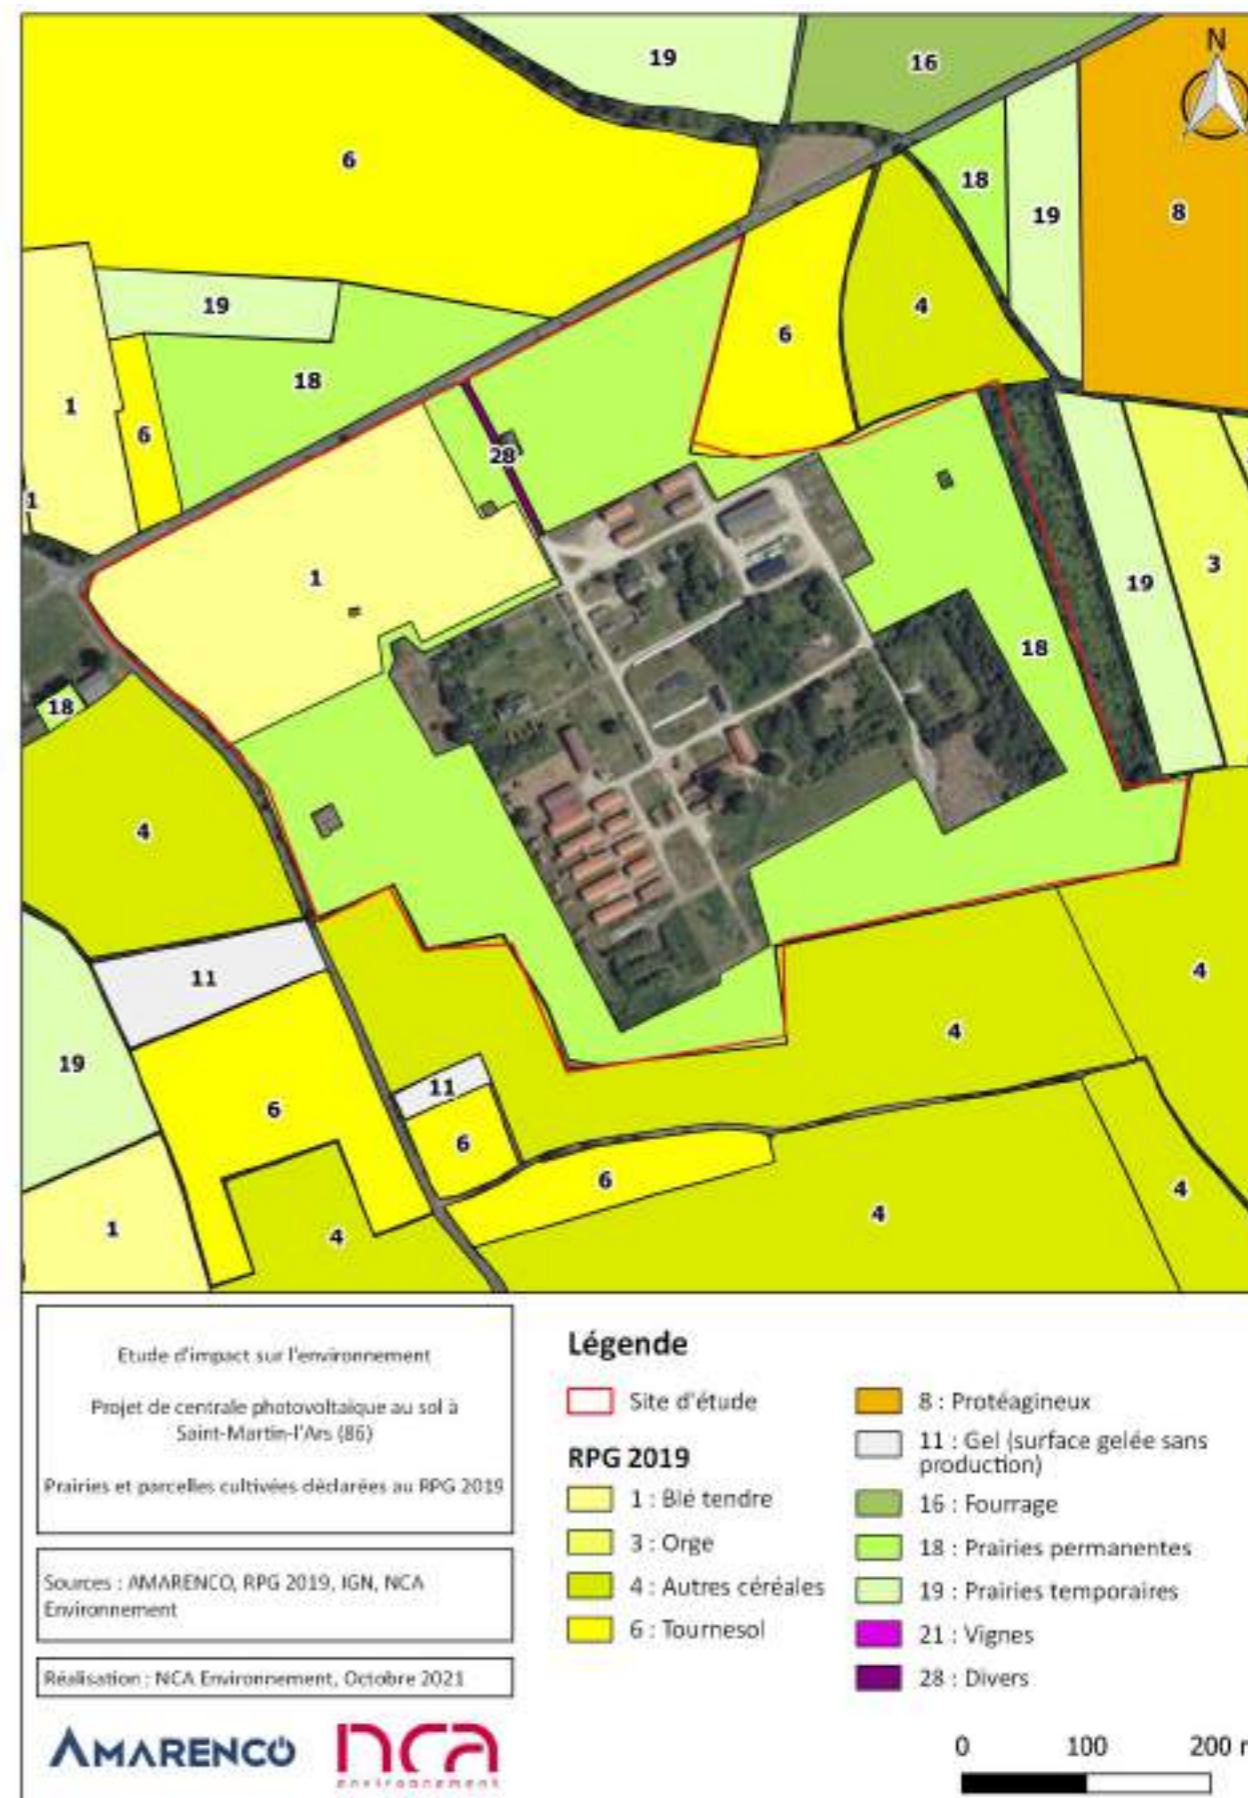 N
19
16
6
18
19
8
19
6
4
18
1
6
28
1
1
19
3
18
18
4
11
4
4
19
11
6
6
6
4
4
1
4
Etude d'impact sur l'environnement
Projet de centrale photovoltaïque au sol à
Saint-Martin-l'Ars (86)
Prairies et parcelles cultivées déclarées au RPG 2019
Sources : AMARENCO, RPG 2019, IGN, NCA
Environnement
Réalisation : NCA Environnement, Octobre 2021
AMARENCO
nca
environnement
Légende
Site d'étude
RPG 2019
1 : Blé tendre
3 : Orge
4 : Autres céréales
6 : Tournesol
8 : Protéagineux
11 : Gel (surface gelée sans
production)
16 : Fourrage
18 : Prairies permanentes
19 : Prairies temporaires
21 : Vignes
28 : Divers
0 100 200 m